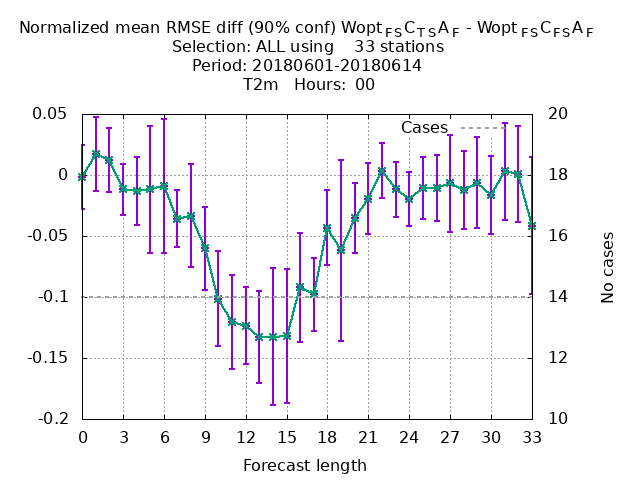 Normalized mean RMSE diff (90% conf) Wopt FS C TS A F - Wopt FS C FS A F
Selection: ALL using 33 stations
Period: 20180601-20180614
T2m Hours: 00
0.05
0
-0.05
-0.1
-0.15
-0.2
Cases
20
18
16
14
12
10
No cases
0 3 6 9 12 15 18 21 24 27 30 33
Forecast length